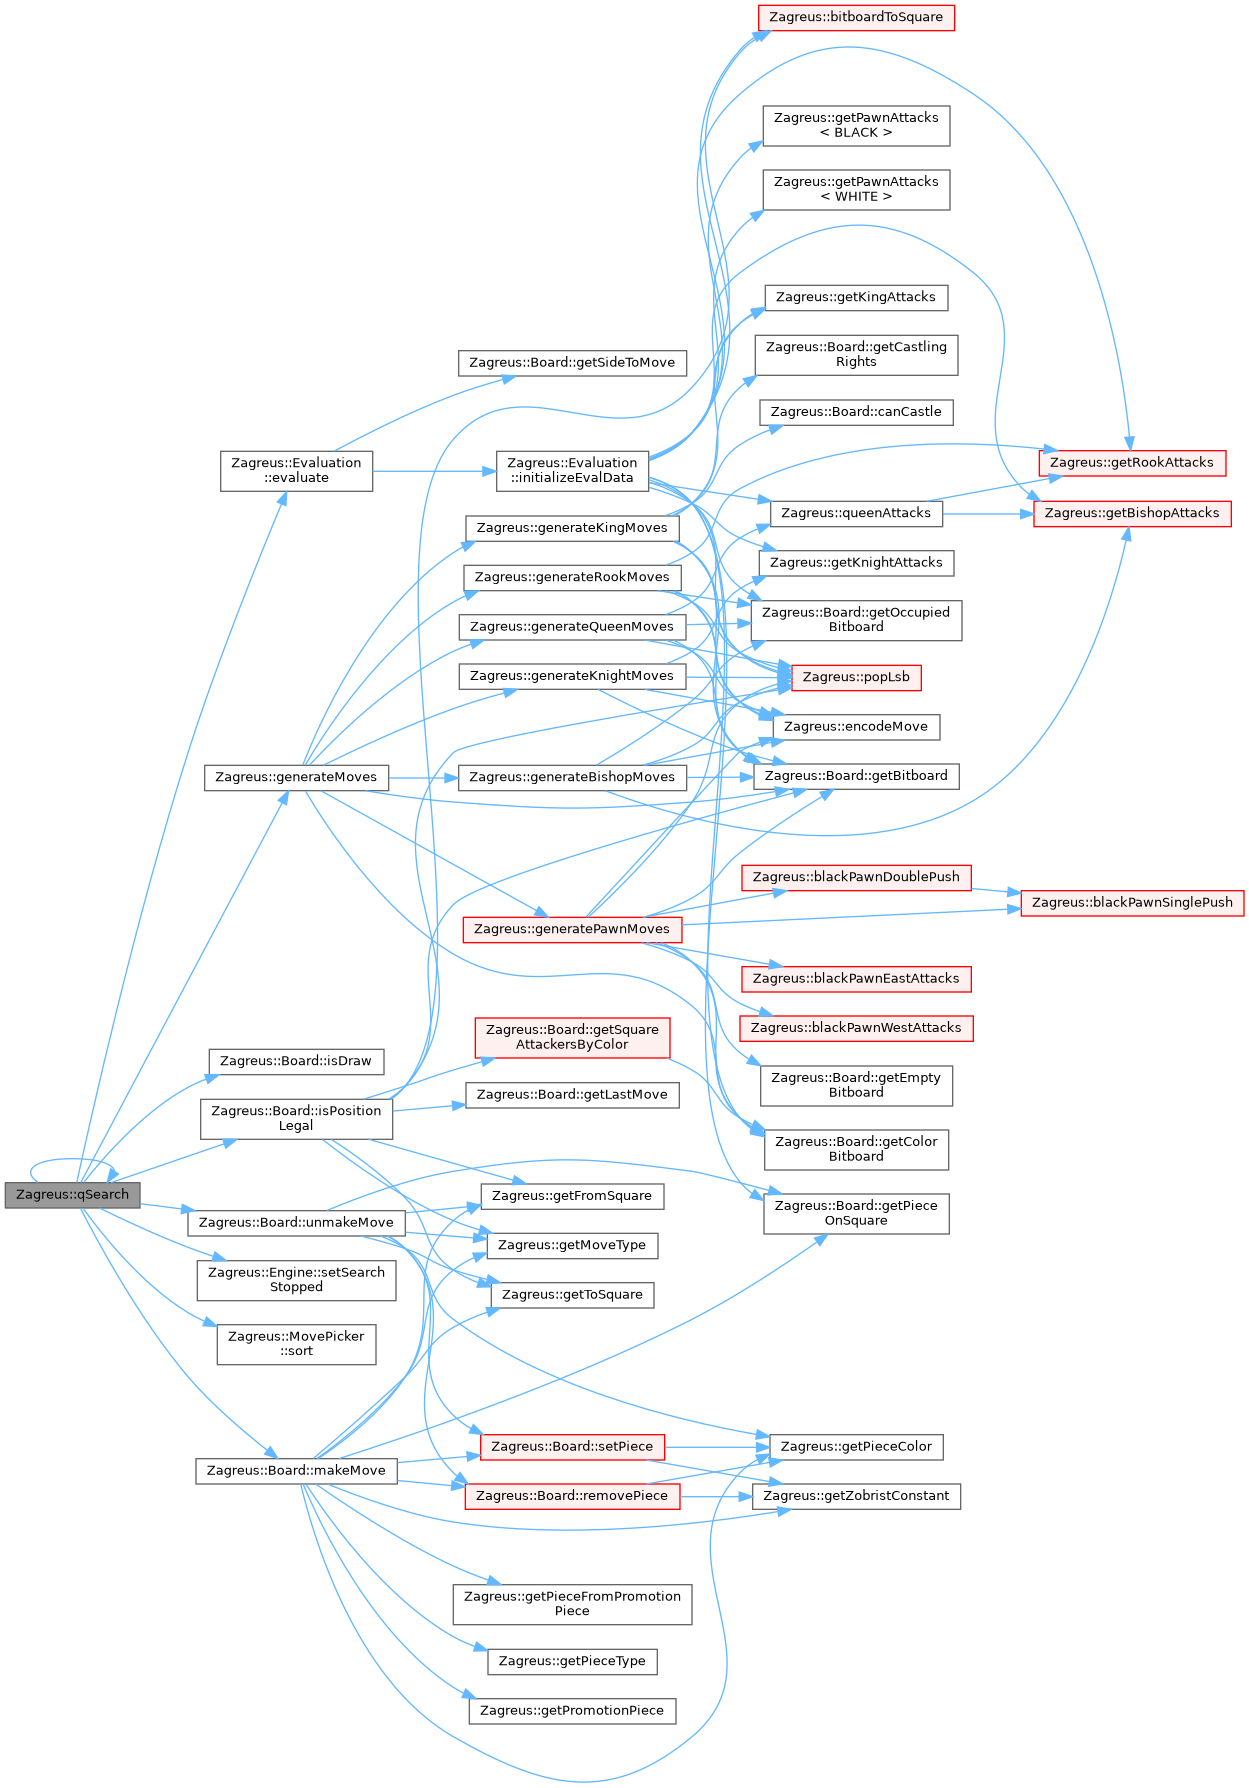 Zagreus::bitboardToSquare
Zagreus::getPawnAttacks
< BLACK >
Zagreus::getPawnAttacks
< WHITE >
Zagreus::getKingAttacks
Zagreus::Board::getCastling
Rights
Zagreus::Board::getSideToMove
Zagreus::Board::canCastle
Zagreus::Evaluation
::evaluate
Zagreus::Evaluation
::initializeEvalData
Zagreus::getRookAttacks
Zagreus::generateKingMoves
Zagreus::queenAttacks
Zagreus::getBishopAttacks
Zagreus::getKnightAttacks
Zagreus::generateRookMoves
Zagreus::Board::getOccupied
Bitboard
Zagreus::generateQueenMoves
Zagreus::generateKnightMoves
Zagreus::popLsb
Zagreus::encodeMove
Zagreus::generateMoves
Zagreus::generateBishopMoves
Zagreus::Board::getBitboard
Zagreus::blackPawnDoublePush
Zagreus::blackPawnSinglePush
Zagreus::generatePawnMoves
Zagreus::blackPawnEastAttacks
Zagreus::blackPawnWestAttacks
Zagreus::Board::getSquare
AttackersByColor
Zagreus::Board::isDraw
Zagreus::Board::getEmpty
Bitboard
Zagreus::Board::getLastMove
Zagreus::Board::isPosition
Legal
Zagreus::Board::getColor
Bitboard
Zagreus::qSearch
Zagreus::getFromSquare
Zagreus::Board::getPiece
OnSquare
Zagreus::Board::unmakeMove
Zagreus::getMoveType
Zagreus::Engine::setSearch
Stopped
Zagreus::getToSquare
Zagreus::MovePicker
::sort
Zagreus::Board::setPiece
Zagreus::getPieceColor
Zagreus::Board::makeMove
Zagreus::Board::removePiece
Zagreus::getZobristConstant
Zagreus::getPieceFromPromotion
Piece
Zagreus::getPieceType
Zagreus::getPromotionPiece